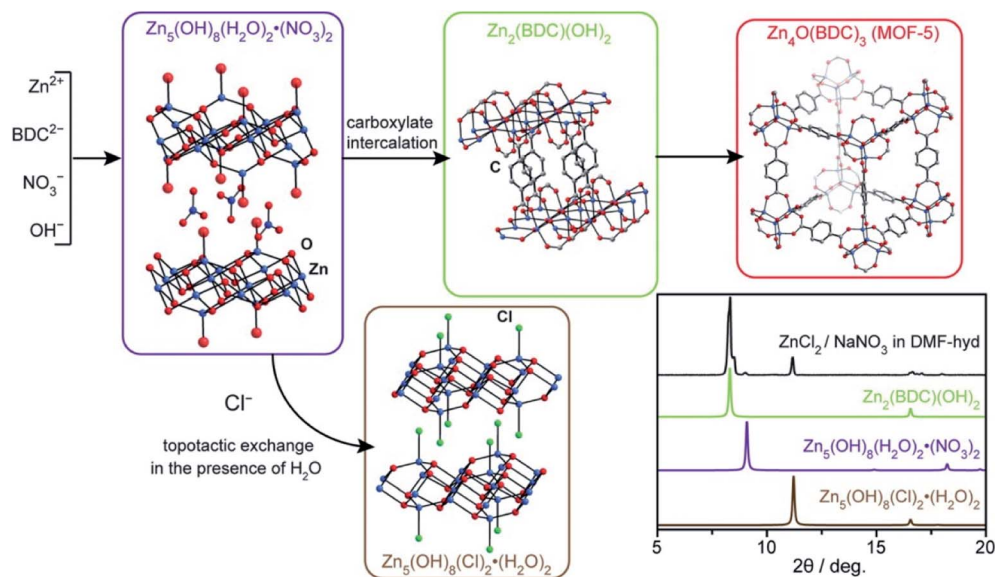 Zn₅(OH)₈(H₂O)₂•(NO₃)₂
Zn₂(BDC)(OH)₂
Zn₄O(BDC)₃ (MOF-5)
Zn²⁺
BDC²⁻
NO₃⁻
OH⁻
carboxylate
intercalation
C
O
Zn
Cl⁻
topotactic exchange
in the presence of H₂O
Cl
Zn₅(OH)₈(Cl)₂•(H₂O)₂
ZnCl₂ / NaNO₃ in DMF-hyd
Zn₂(BDC)(OH)₂
Zn₅(OH)₈(H₂O)₂•(NO₃)₂
Zn₅(OH)₈(Cl)₂•(H₂O)₂
5 10 15 20
2θ / deg.